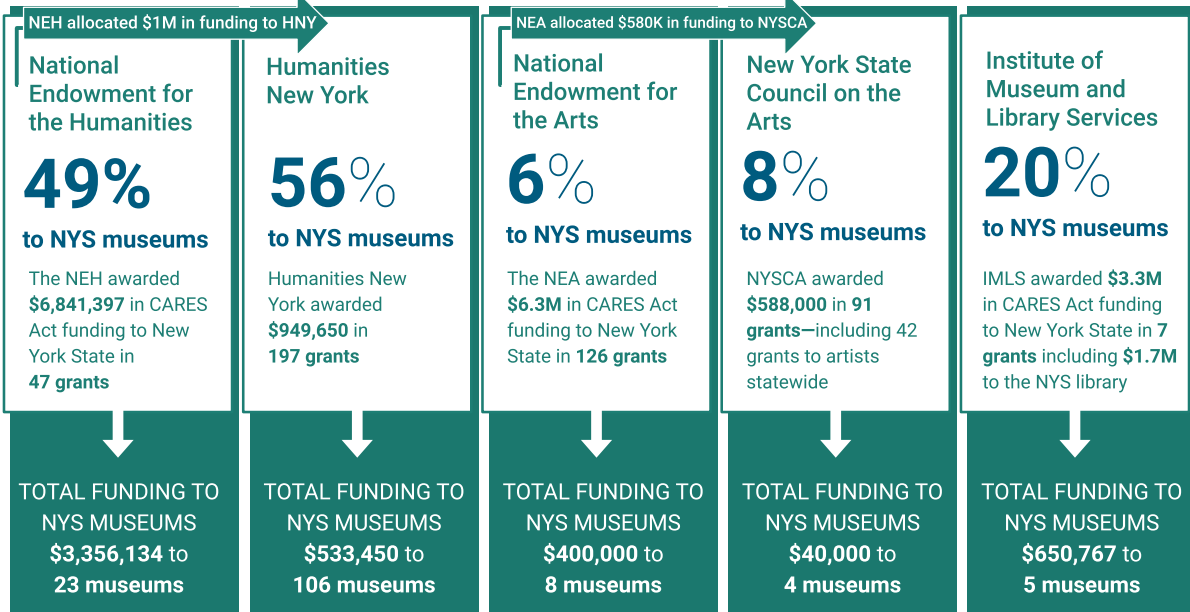 NEH allocated $1M in funding to HNY
National
Endowment for
the Humanities
49%
to NYS museums
The NEH awarded
$6,841,397 in CARES
Act funding to New
York State in
47 grants
TOTAL FUNDING TO
NYS MUSEUMS
$3,356,134 to
23 museums
Humanities
New York
56%
to NYS museums
Humanities New
York awarded
$949,650 in
197 grants
TOTAL FUNDING TO
NYS MUSEUMS
$533,450 to
106 museums
NEA allocated $580K in funding to NYSCA
National
Endowment for
the Arts
6%
to NYS museums
The NEA awarded
$6.3M in CARES Act
funding to New York
State in 126 grants
TOTAL FUNDING TO
NYS MUSEUMS
$400,000 to
8 museums
New York State
Council on the
Arts
8%
to NYS museums
NYSCA awarded
$588,000 in 91
grants—including 42
grants to artists
statewide
TOTAL FUNDING TO
NYS MUSEUMS
$40,000 to
4 museums
Institute of
Museum and
Library Services
20%
to NYS museums
IMLS awarded $3.3M
in CARES Act funding
to New York State in 7
grants including $1.7M
to the NYS library
TOTAL FUNDING TO
NYS MUSEUMS
$650,767 to
5 museums